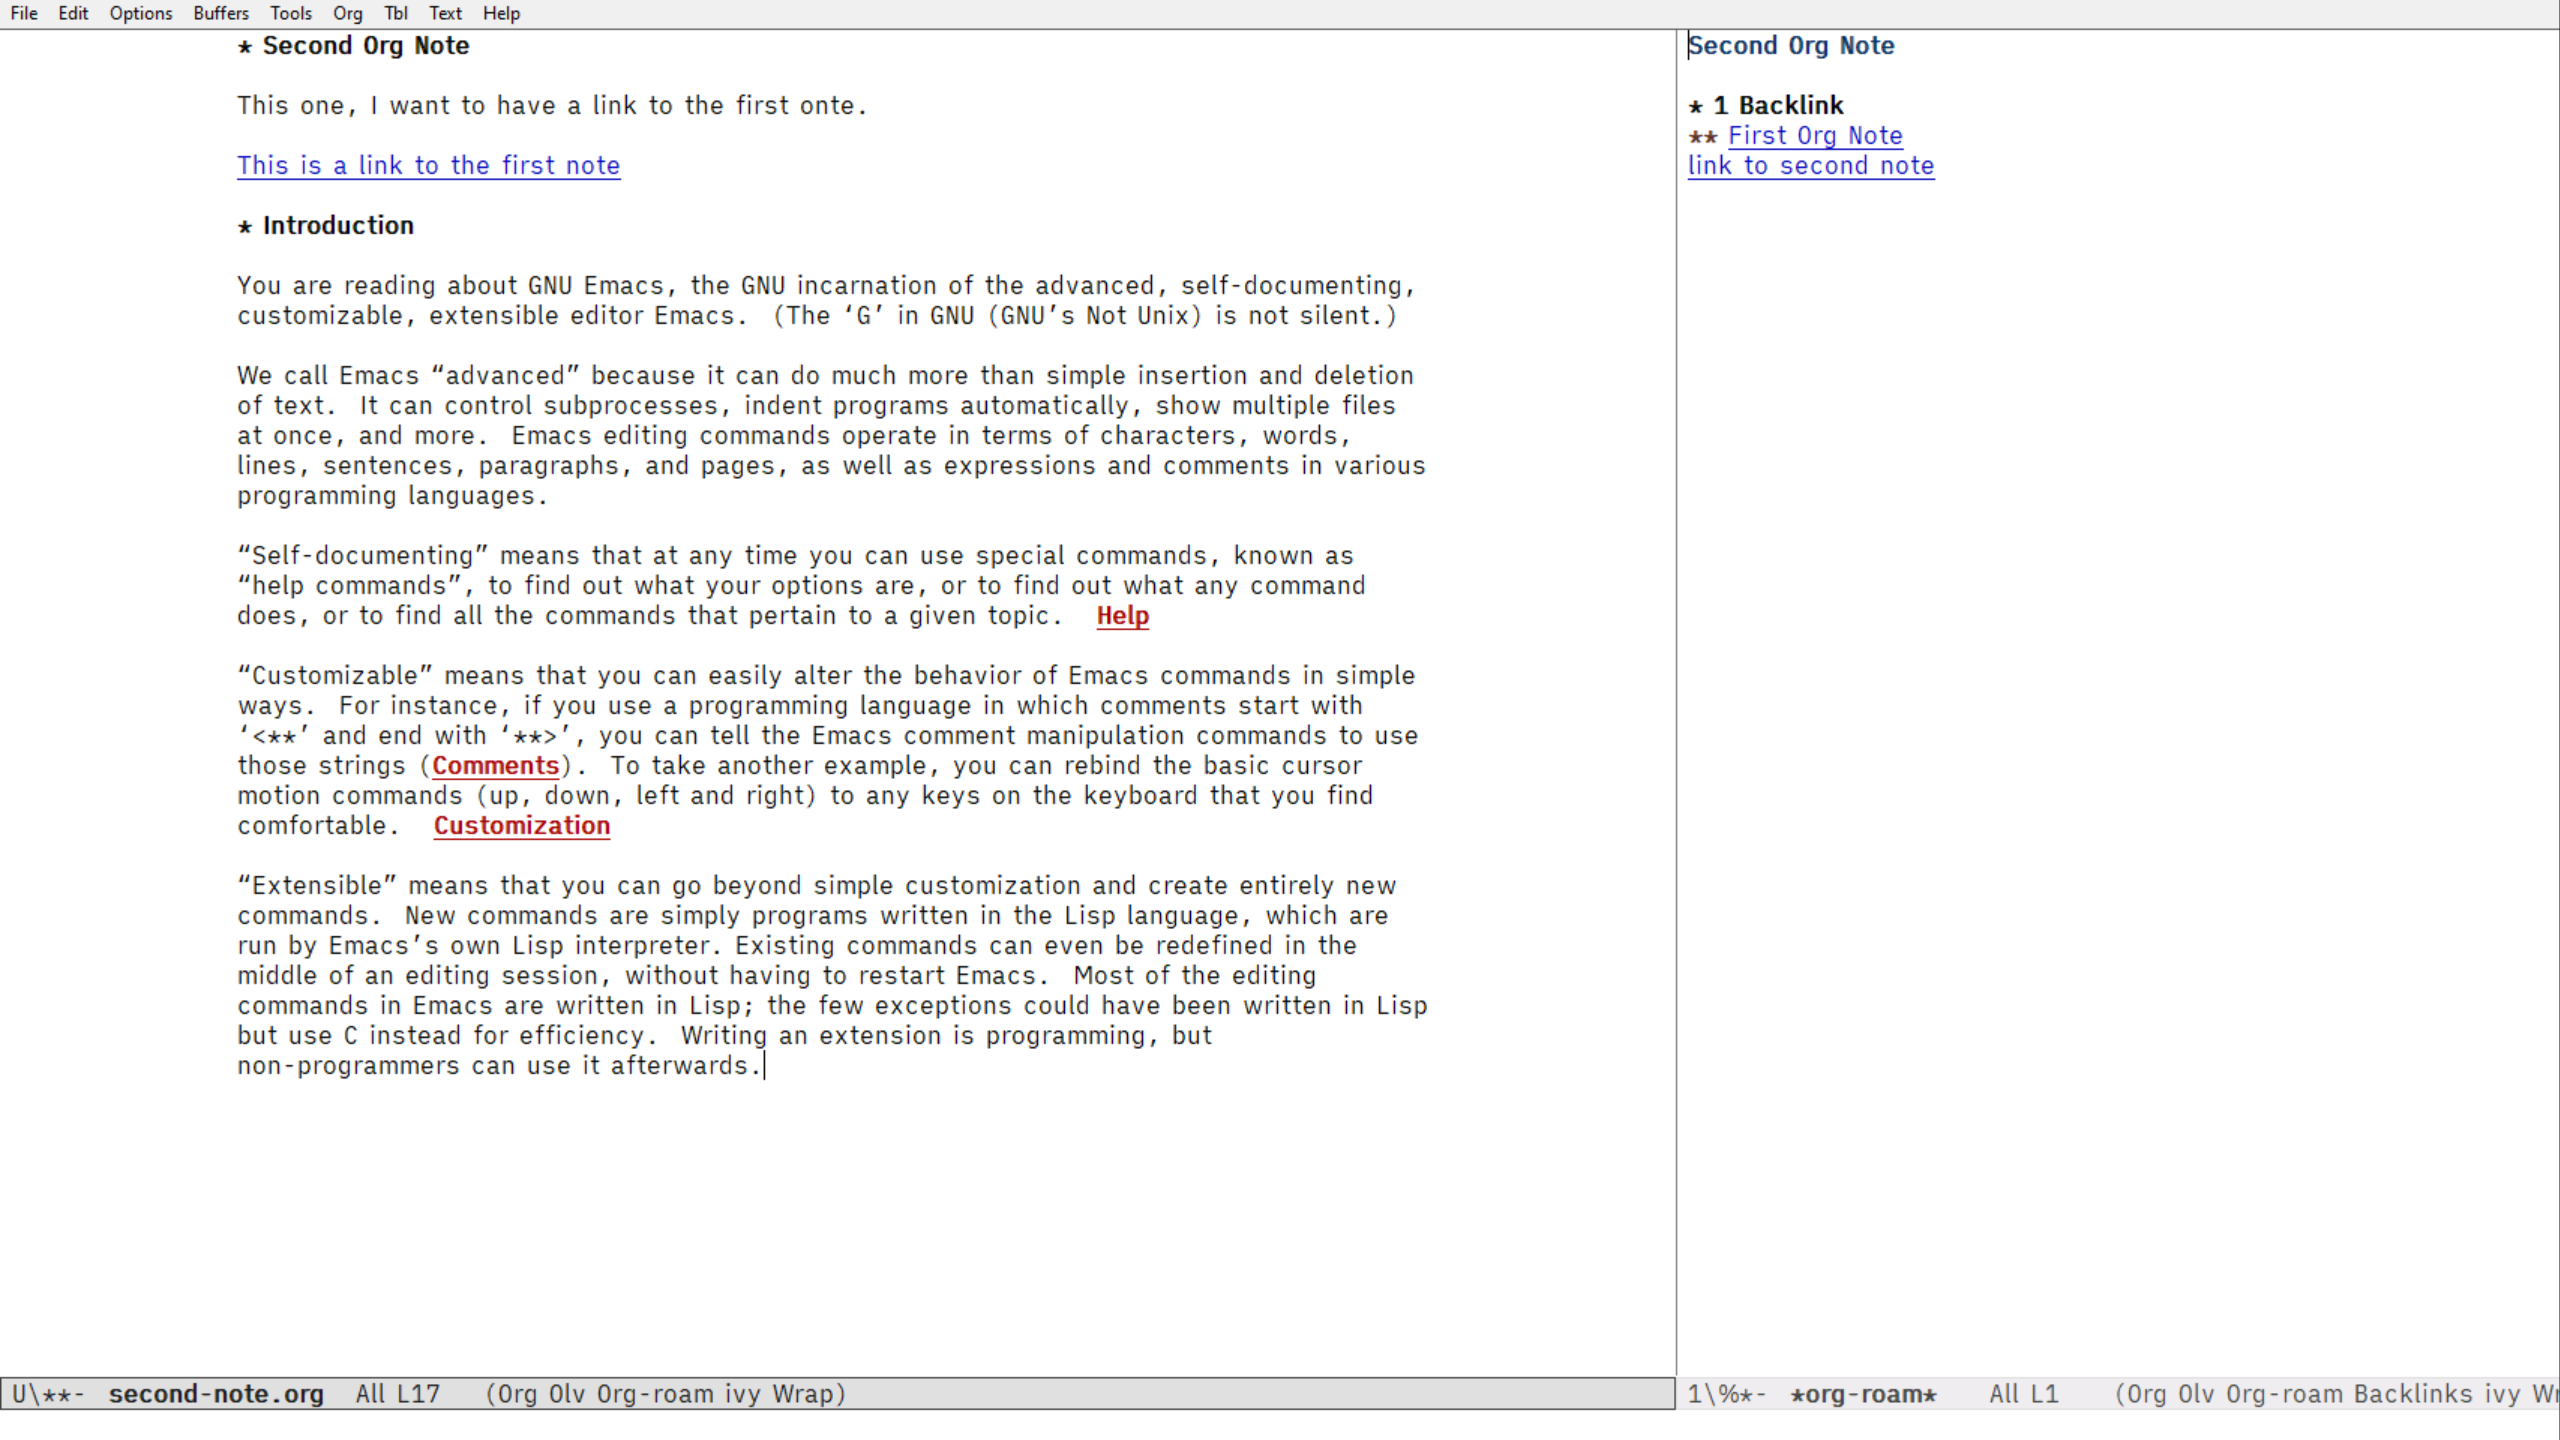 File Edit Options Buffers Tools Org Tbl Text Help
* Second Org Note
This one, I want to have a link to the first onte.
This is a link to the first note
* Introduction
You are reading about GNU Emacs, the GNU incarnation of the advanced, self-documenting,
customizable, extensible editor Emacs.  (The ‘G’ in GNU (GNU’s Not Unix) is not silent.)
We call Emacs “advanced” because it can do much more than simple insertion and deletion
of text.  It can control subprocesses, indent programs automatically, show multiple files
at once, and more.  Emacs editing commands operate in terms of characters, words,
lines, sentences, paragraphs, and pages, as well as expressions and comments in various
programming languages.
“Self-documenting” means that at any time you can use special commands, known as
“help commands”, to find out what your options are, or to find out what any command
does, or to find all the commands that pertain to a given topic.  Help
“Customizable” means that you can easily alter the behavior of Emacs commands in simple
ways.  For instance, if you use a programming language in which comments start with
‘<**’ and end with ‘**>’, you can tell the Emacs comment manipulation commands to use
those strings (Comments).  To take another example, you can rebind the basic cursor
motion commands (up, down, left and right) to any keys on the keyboard that you find
comfortable.  Customization
“Extensible” means that you can go beyond simple customization and create entirely new
commands.  New commands are simply programs written in the Lisp language, which are
run by Emacs’s own Lisp interpreter. Existing commands can even be redefined in the
middle of an editing session, without having to restart Emacs.  Most of the editing
commands in Emacs are written in Lisp; the few exceptions could have been written in Lisp
but use C instead for efficiency.  Writing an extension is programming, but
non-programmers can use it afterwards.
U\**-  second-note.org  All L17  (Org Olv Org-roam ivy Wrap)
Second Org Note
* 1 Backlink
** First Org Note
link to second note
1\%*-  *org-roam*  All L1  (Org Olv Org-roam Backlinks ivy Wr